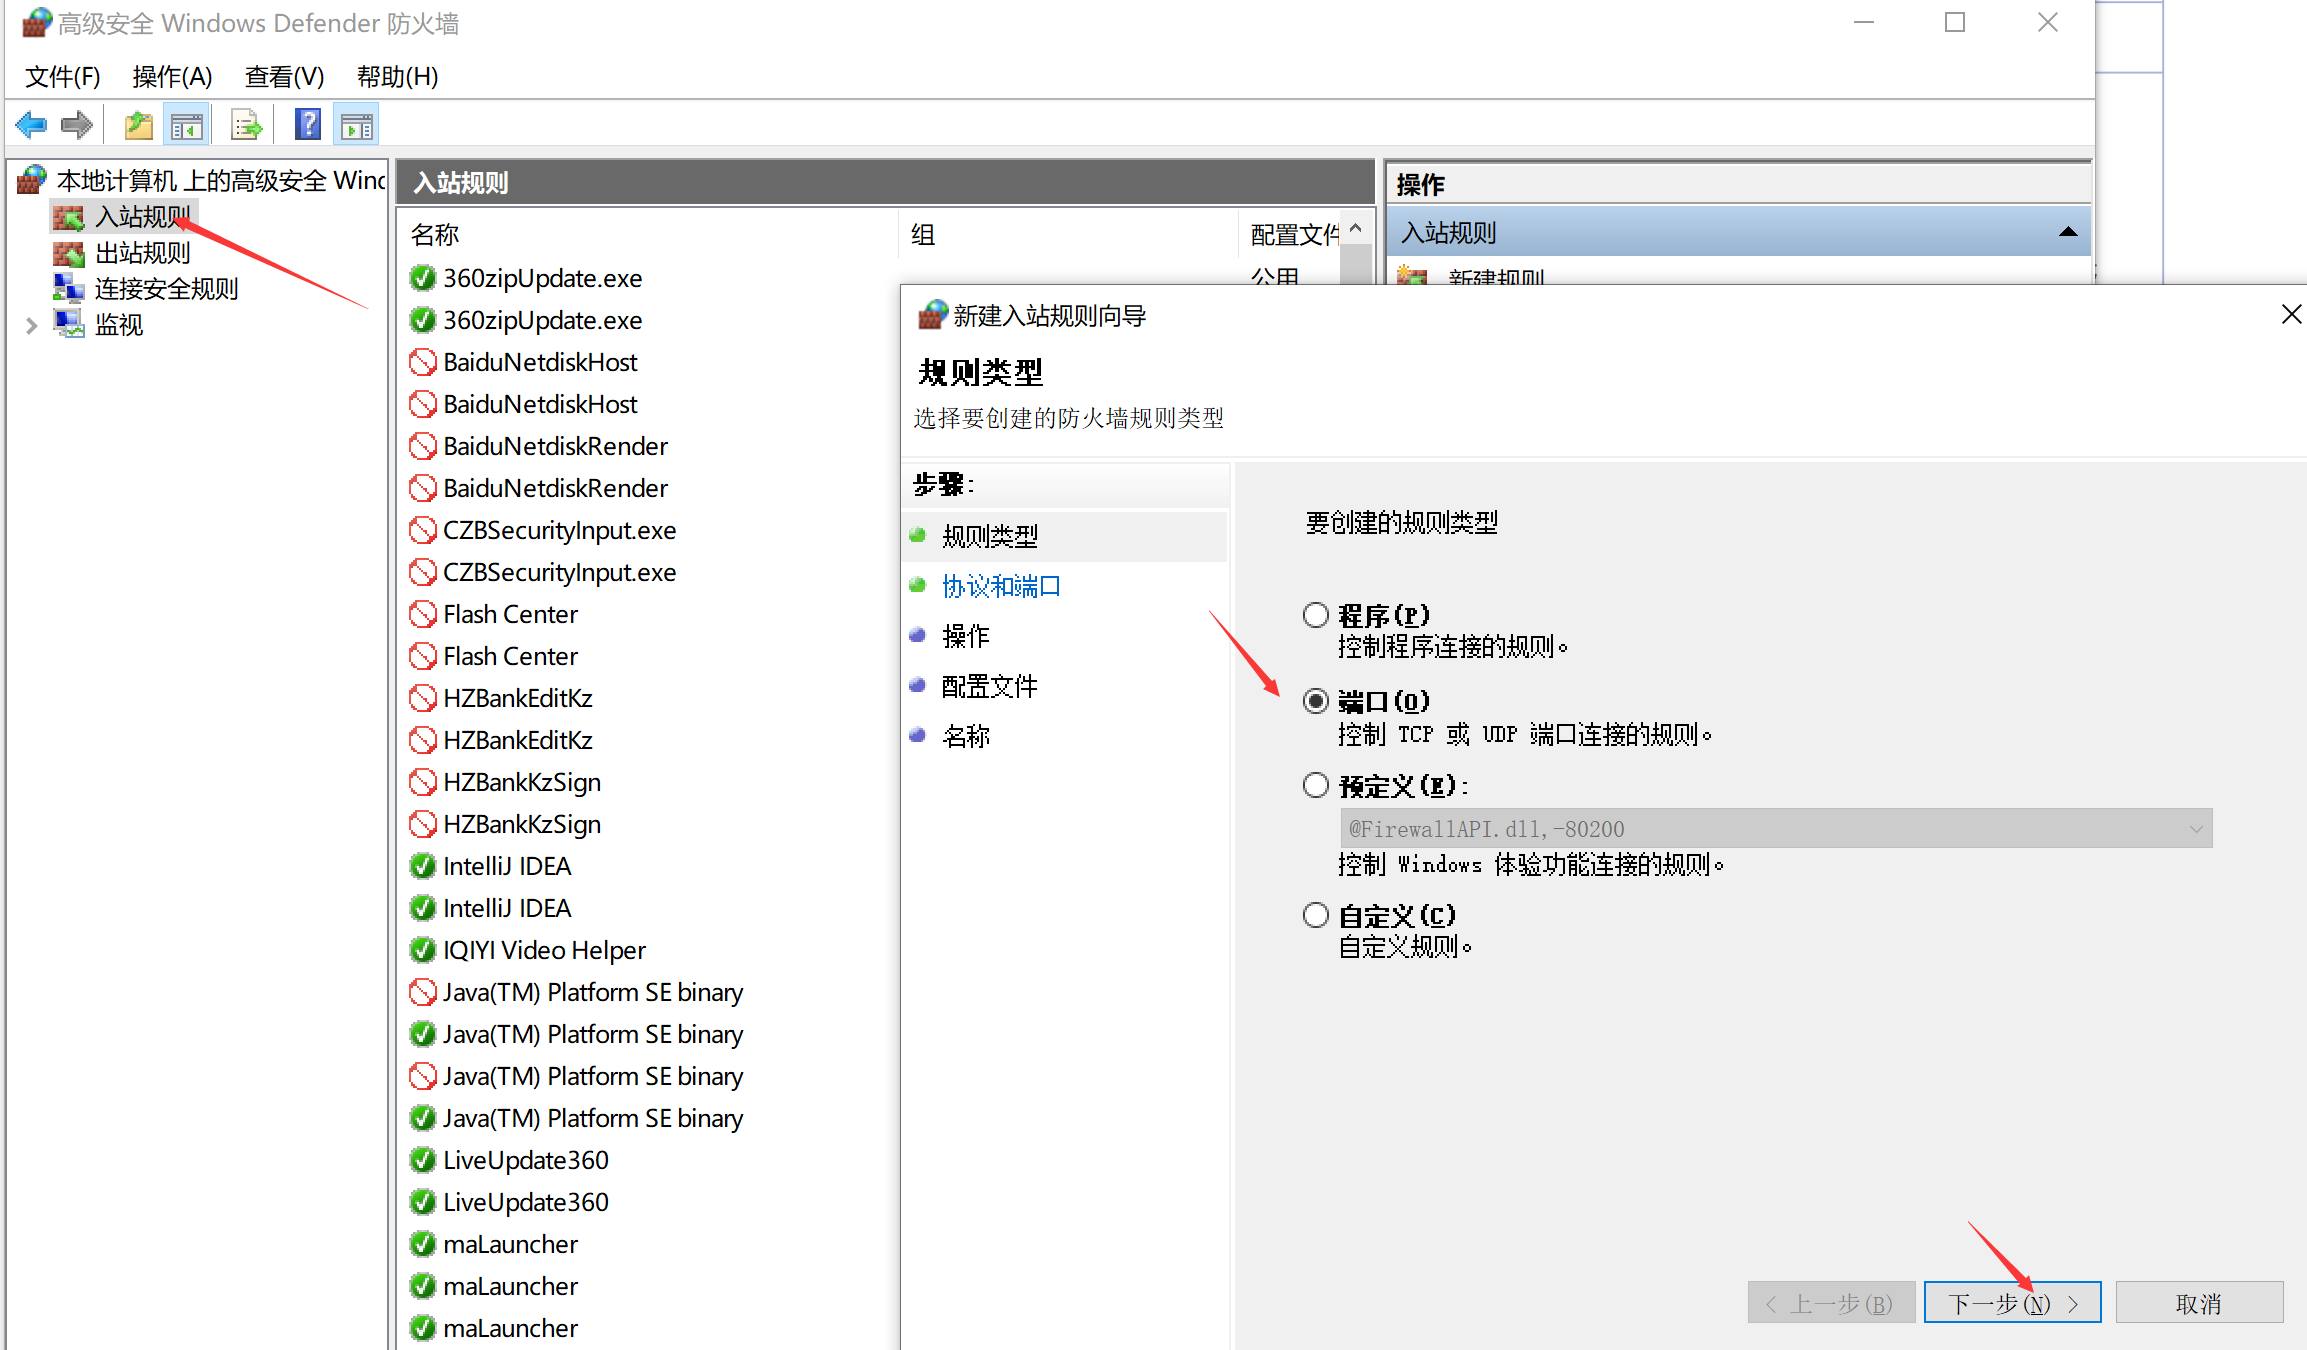 高级安全 Windows Defender 防火墙
文件(F) 操作(A) 查看(V) 帮助(H)
本地计算机 上的高级安全 Wind
入站规则
出站规则
连接安全规则
监视
入站规则
名称 组 配置文件
360zipUpdate.exe 公用
360zipUpdate.exe
BaiduNetdiskHost
BaiduNetdiskHost
BaiduNetdiskRender
BaiduNetdiskRender
CZBSecurityInput.exe
CZBSecurityInput.exe
Flash Center
Flash Center
HZBankEditKz
HZBankEditKz
HZBankKzSign
HZBankKzSign
IntelliJ IDEA
IntelliJ IDEA
IQIYI Video Helper
Java(TM) Platform SE binary
Java(TM) Platform SE binary
Java(TM) Platform SE binary
Java(TM) Platform SE binary
LiveUpdate360
LiveUpdate360
maLauncher
maLauncher
maLauncher
操作
入站规则
新建规则
新建入站规则向导
规则类型
选择要创建的防火墙规则类型
步骤:
规则类型
协议和端口
操作
配置文件
名称
要创建的规则类型
程序(P)
控制程序连接的规则。
端口(O)
控制 TCP 或 UDP 端口连接的规则。
预定义(E):
@FirewallAPI.dll,-80200
控制 Windows 体验功能连接的规则。
自定义(C)
自定义规则。
< 上一步(B)
下一步(N) >
取消